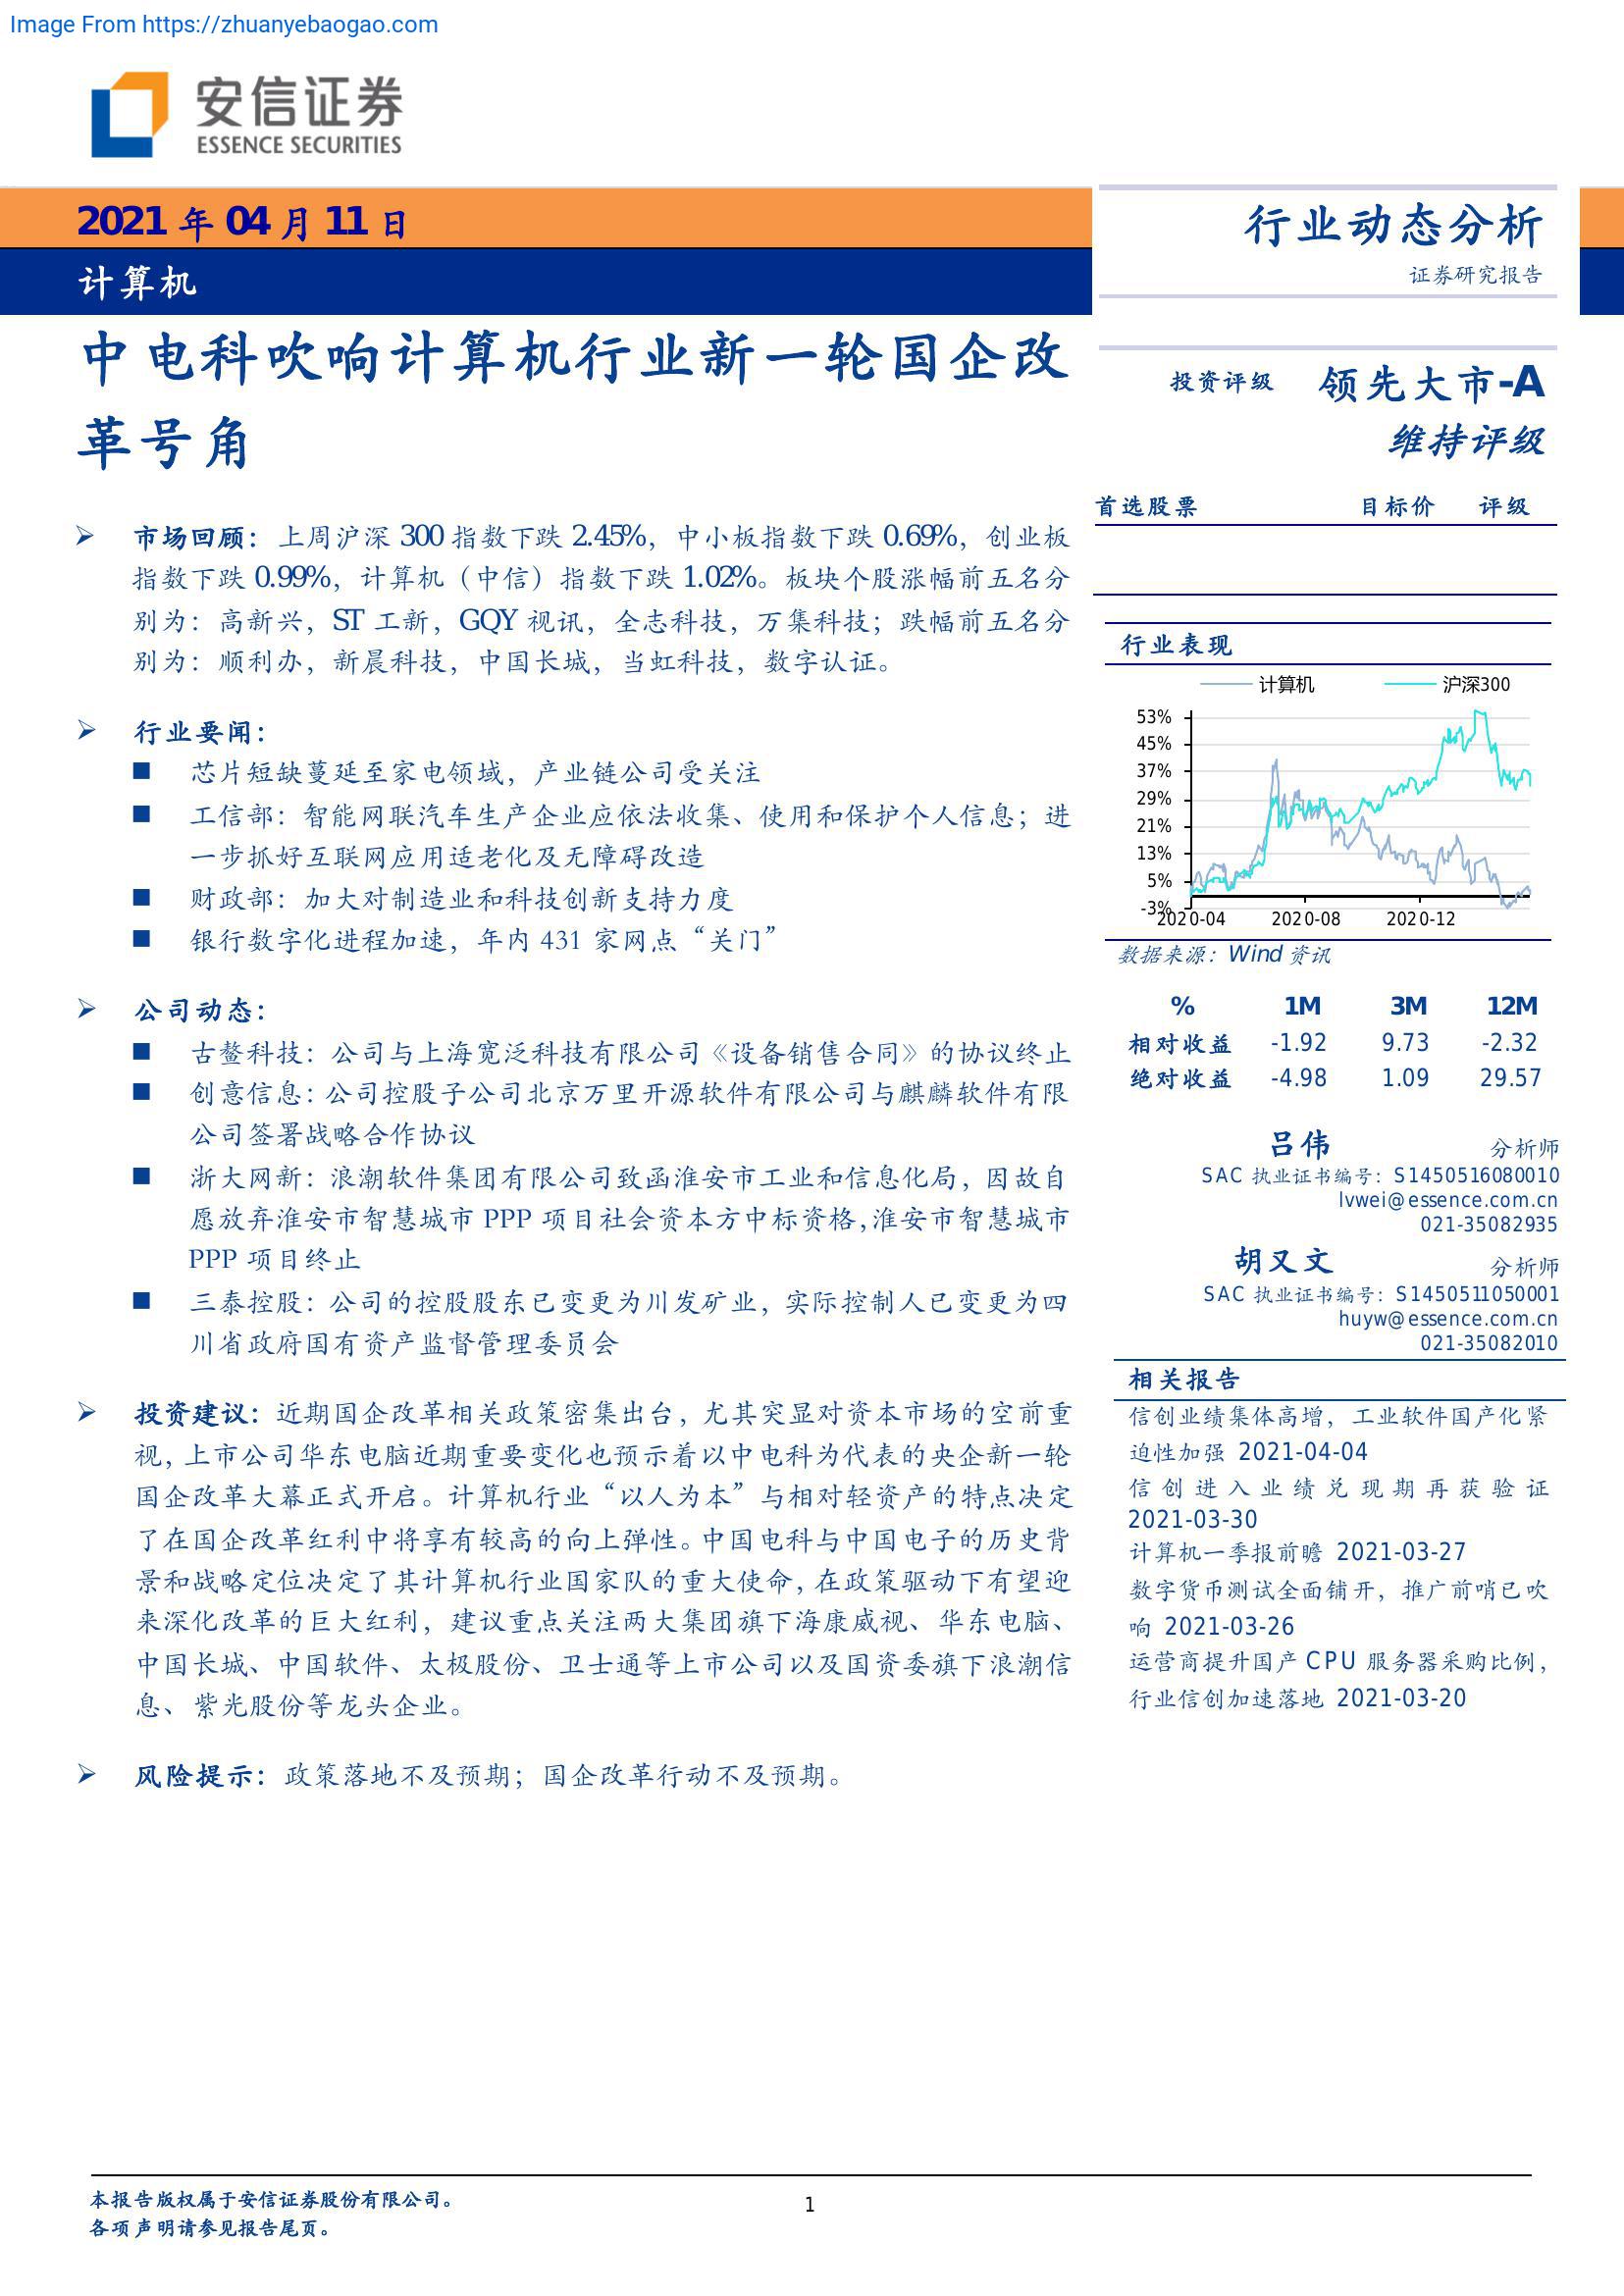 Image From https://zhuanyebaogao.com
安信证券
ESSENCE SECURITIES
2021 年 04 月 11 日
计算机
中电科吹响计算机行业新一轮国企改
革号角
市场回顾：上周沪深 300 指数下跌 2.45%，中小板指数下跌 0.69%，创业板
指数下跌 0.99%，计算机（中信）指数下跌 1.02%。板块个股涨幅前五名分
别为：高新兴，ST 工新，GQY 视讯，全志科技，万集科技；跌幅前五名分
别为：顺利办，新晨科技，中国长城，当虹科技，数字认证。
行业要闻：
芯片短缺蔓延至家电领域，产业链公司受关注
工信部：智能网联汽车生产企业应依法收集、使用和保护个人信息；进
一步抓好互联网应用适老化及无障碍改造
财政部：加大对制造业和科技创新支持力度
银行数字化进程加速，年内 431 家网点“关门”
公司动态：
古鳌科技：公司与上海宽泛科技有限公司《设备销售合同》的协议终止
创意信息：公司控股子公司北京万里开源软件有限公司与麒麟软件有限
公司签署战略合作协议
浙大网新：浪潮软件集团有限公司致函淮安市工业和信息化局，因故自
愿放弃淮安市智慧城市 PPP 项目社会资本方中标资格,淮安市智慧城市
PPP 项目终止
三泰控股：公司的控股股东已变更为川发矿业，实际控制人已变更为四
川省政府国有资产监督管理委员会
投资建议：近期国企改革相关政策密集出台，尤其突显对资本市场的空前重
视，上市公司华东电脑近期重要变化也预示着以中电科为代表的央企新一轮
国企改革大幕正式开启。计算机行业“以人为本”与相对轻资产的特点决定
了在国企改革红利中将享有较高的向上弹性。中国电科与中国电子的历史背
景和战略定位决定了其计算机行业国家队的重大使命，在政策驱动下有望迎
来深化改革的巨大红利，建议重点关注两大集团旗下海康威视、华东电脑、
中国长城、中国软件、太极股份、卫士通等上市公司以及国资委旗下浪潮信
息、紫光股份等龙头企业。
风险提示：政策落地不及预期；国企改革行动不及预期。
行业动态分析
证券研究报告
投资评级 领先大市-A
维持评级
首选股票 目标价 评级
行业表现
计算机 沪深300
53%
45%
37%
29%
21%
13%
5%
-3%
2020-04 2020-08 2020-12
数据来源：Wind 资讯
% 1M 3M 12M
相对收益 -1.92 9.73 -2.32
绝对收益 -4.98 1.09 29.57
吕伟 分析师
SAC 执业证书编号：S1450516080010
lvwei@essence.com.cn
021-35082935
胡又文 分析师
SAC 执业证书编号：S1450511050001
huyw@essence.com.cn
021-35082010
相关报告
信创业绩集体高增，工业软件国产化紧
迫性加强 2021-04-04
信创进入业绩兑现期再获验证
2021-03-30
计算机一季报前瞻 2021-03-27
数字货币测试全面铺开，推广前哨已吹
响 2021-03-26
运营商提升国产 CPU 服务器采购比例，
行业信创加速落地 2021-03-20
本报告版权属于安信证券股份有限公司。
各项声明请参见报告尾页。
1